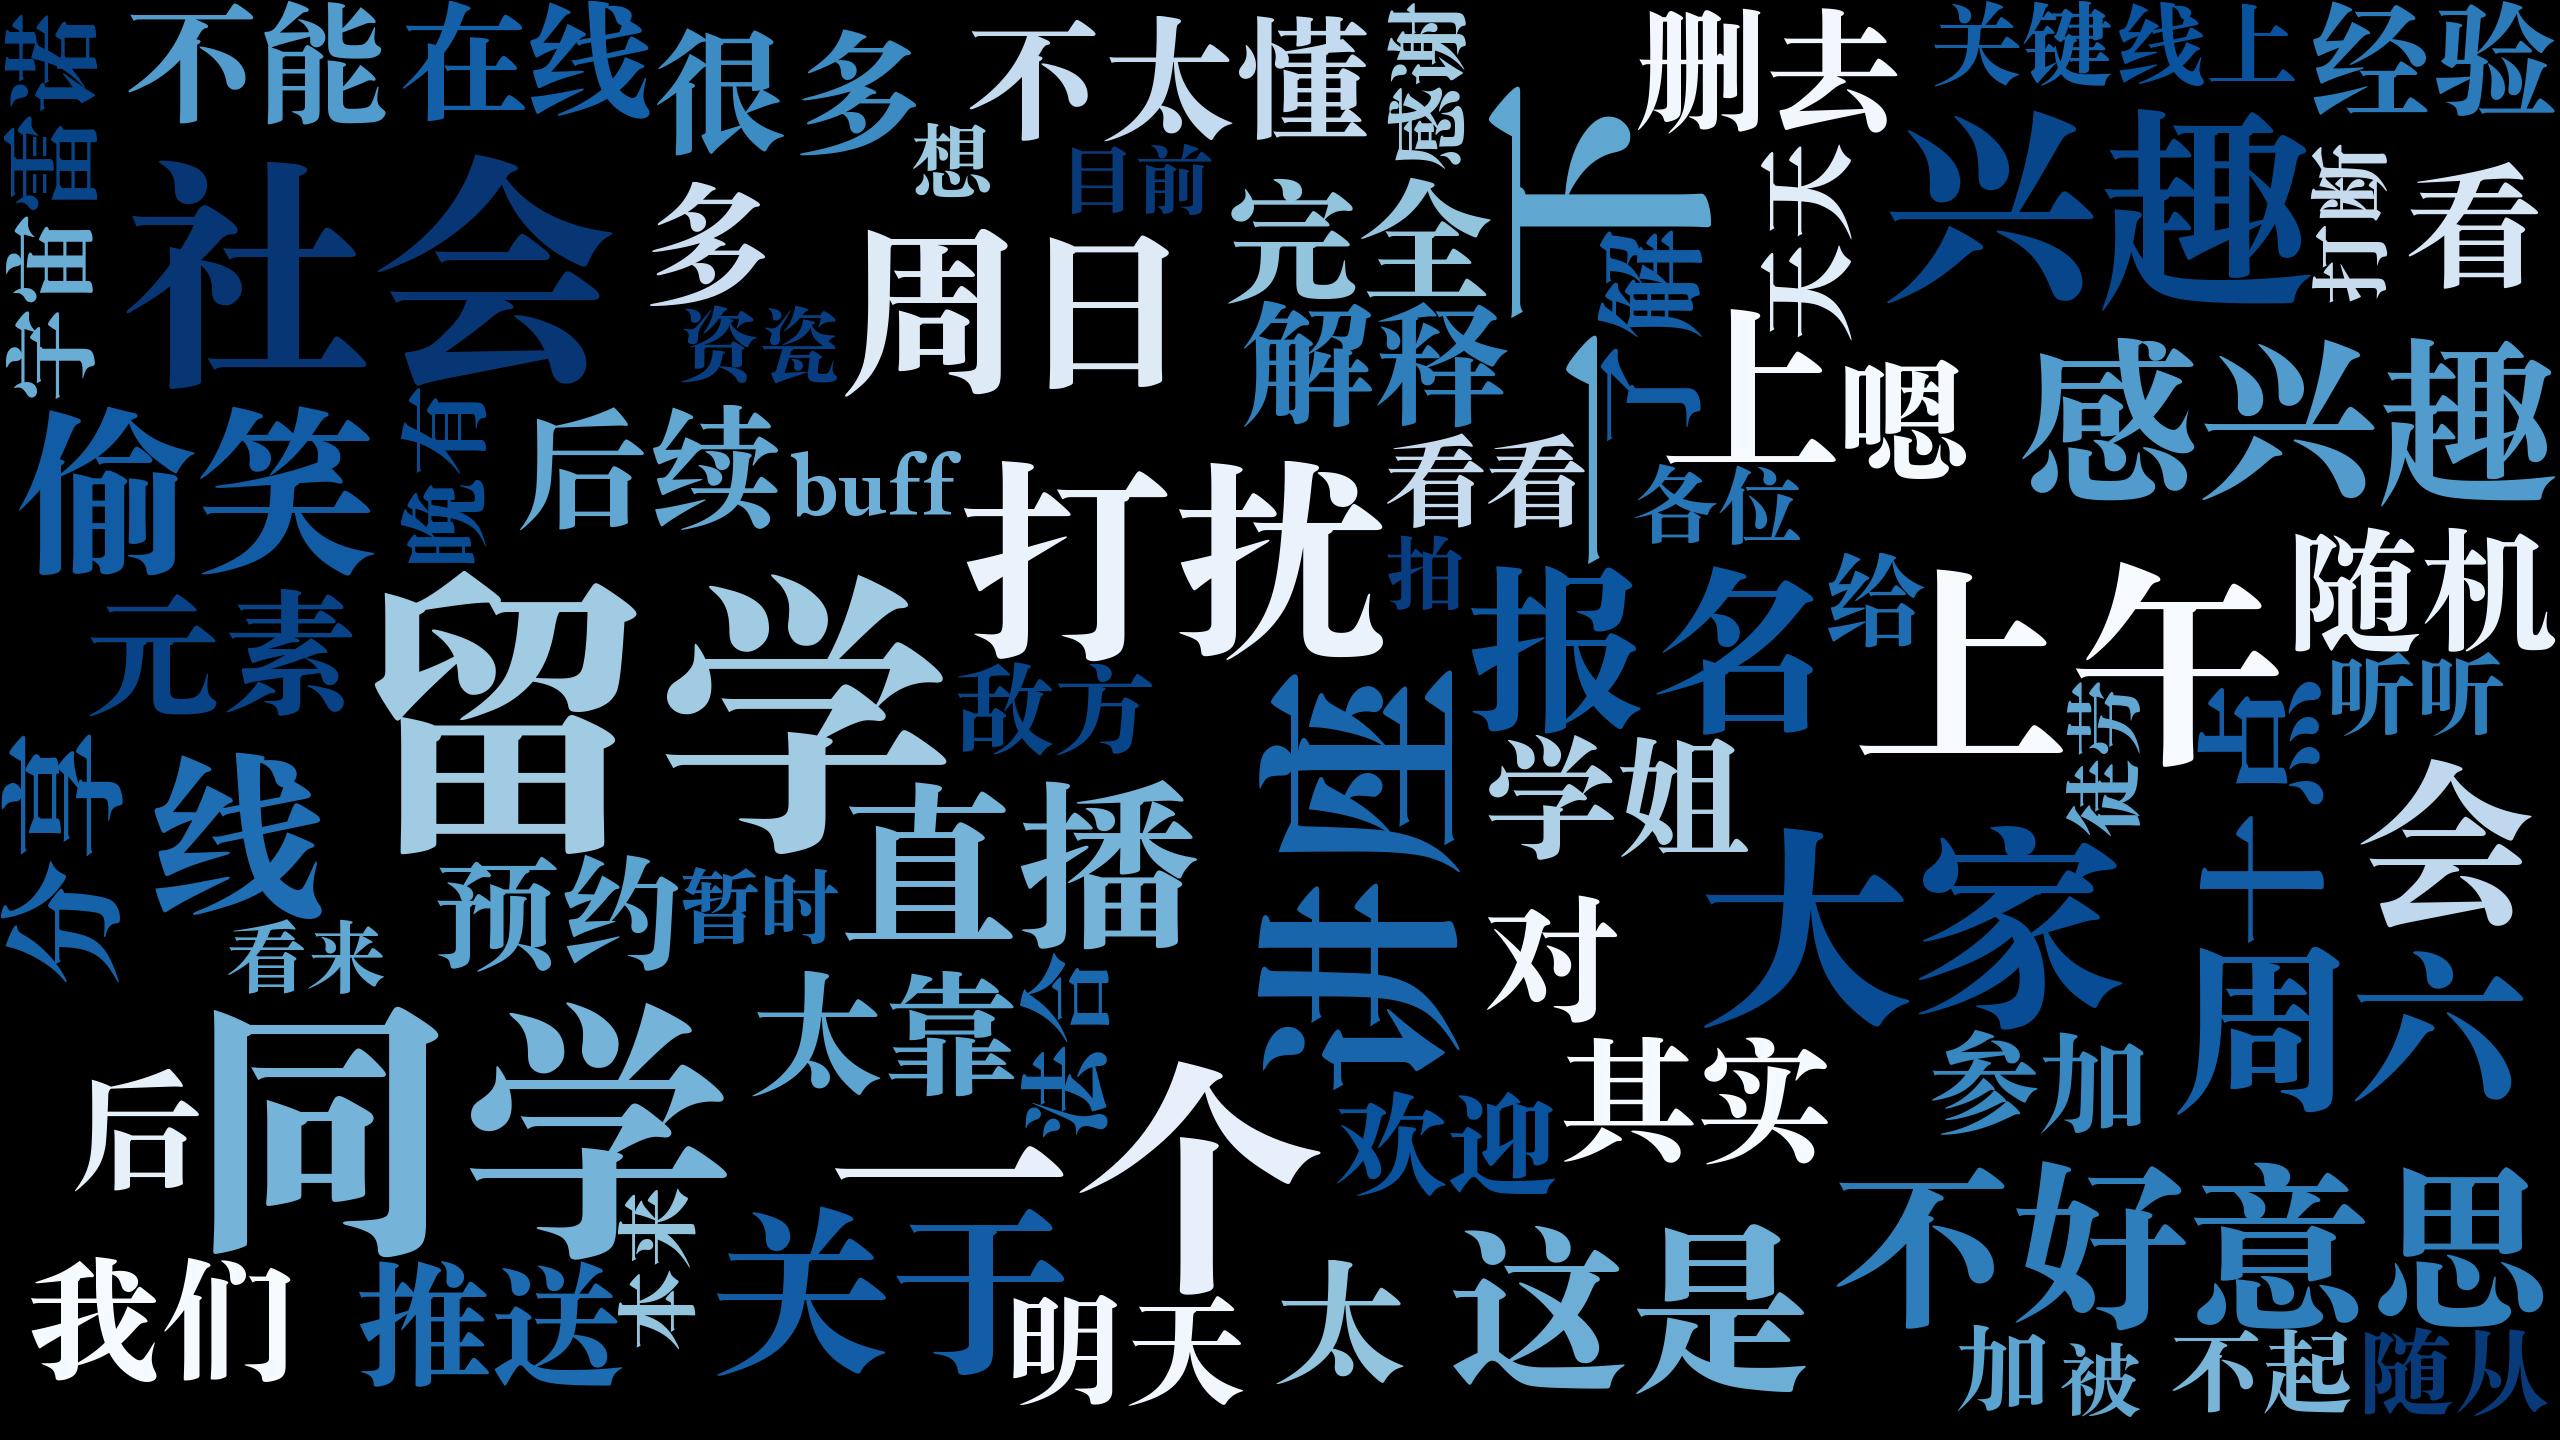 不能
在线
很多
不太懂
感谢
删去
关键线上
经验
雷诺
想
目前
社会
多
周日
完全
下
天天
兴趣
打断
看
宇宙
资瓷
解释
了解
上
嗯
感兴趣
偷笑
晚有
后续
buff
打扰
看看
一
各位
拍
元素
留学
敌方
报名
给
上午
随机
听听
分享
线
直播
讲座
学姐
徒劳
十点
会
预约
暂时
看来
大家
对
太靠
法合
周六
后
同学
一个
欢迎
其实
参加
本来
我们
推送
关于
明天
太
这是
不好意思
加
被
不起
随从